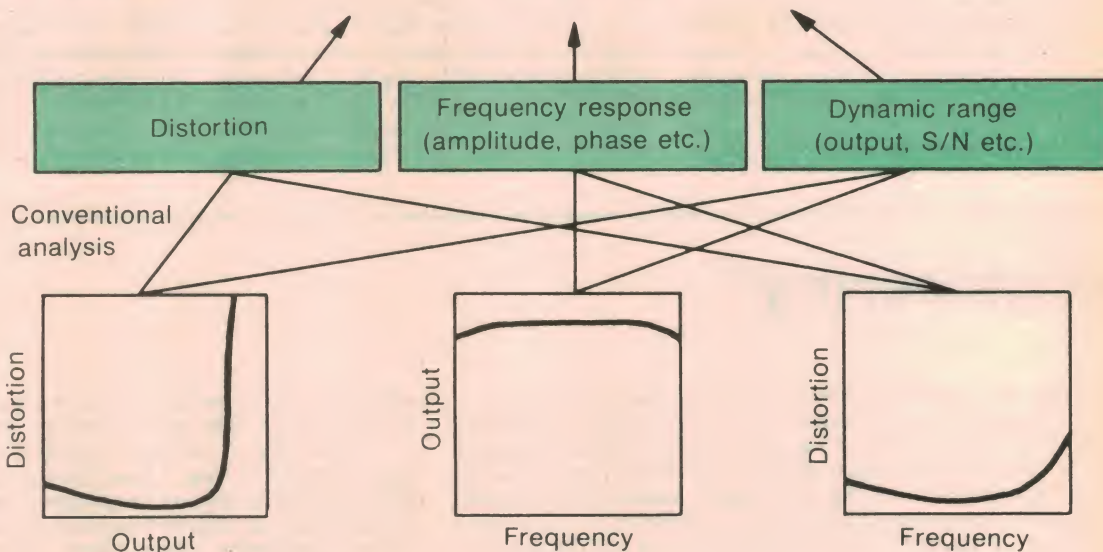 Distortion
Frequency response
(amplitude, phase etc.)
Dynamic range
(output, S/N etc.)
Conventional
analysis
Distortion
Output
Output
Frequency
Distortion
Frequency